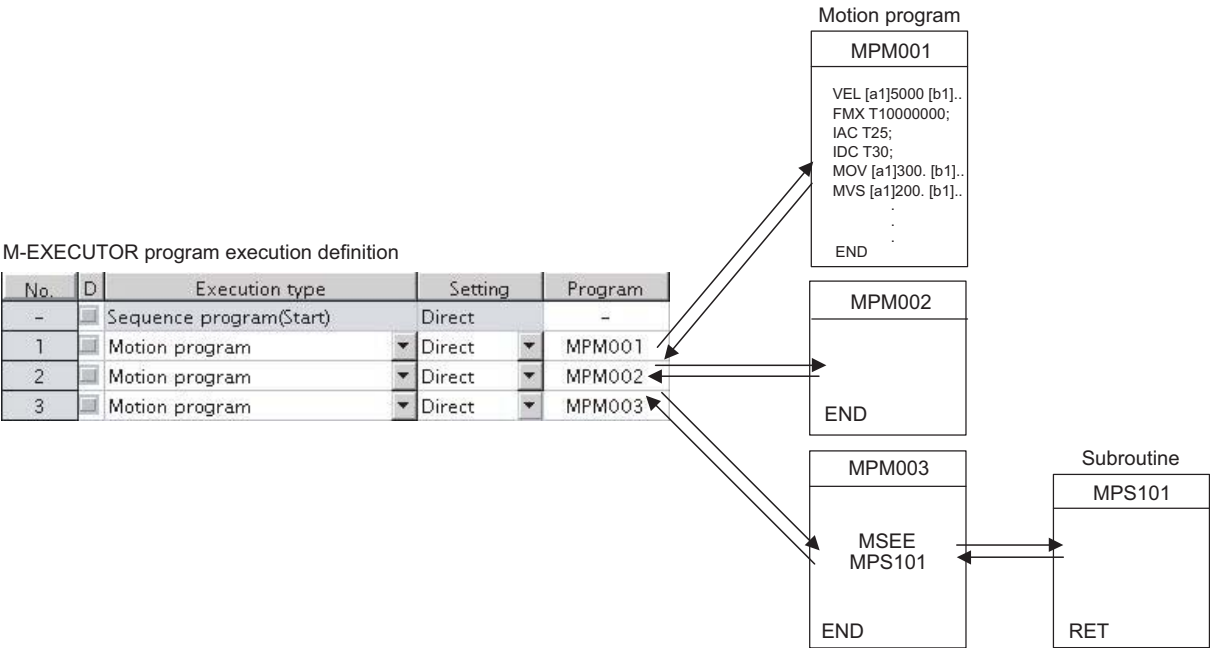 Motion program
MPM001
VEL [a1]5000 [b1]..
FMX T10000000;
IAC T25;
IDC T30;
MOV [a1]300. [b1]..
MVS [a1]200. [b1]..
.
.
.
END
M-EXECUTOR program execution definition
No. D Execution type Setting Program
- Sequence program(Start) Direct -
1 Motion program Direct MPM001
2 Motion program Direct MPM002
3 Motion program Direct MPM003
MPM002
END
MPM003
MSEE
MPS101
END
Subroutine
MPS101
RET